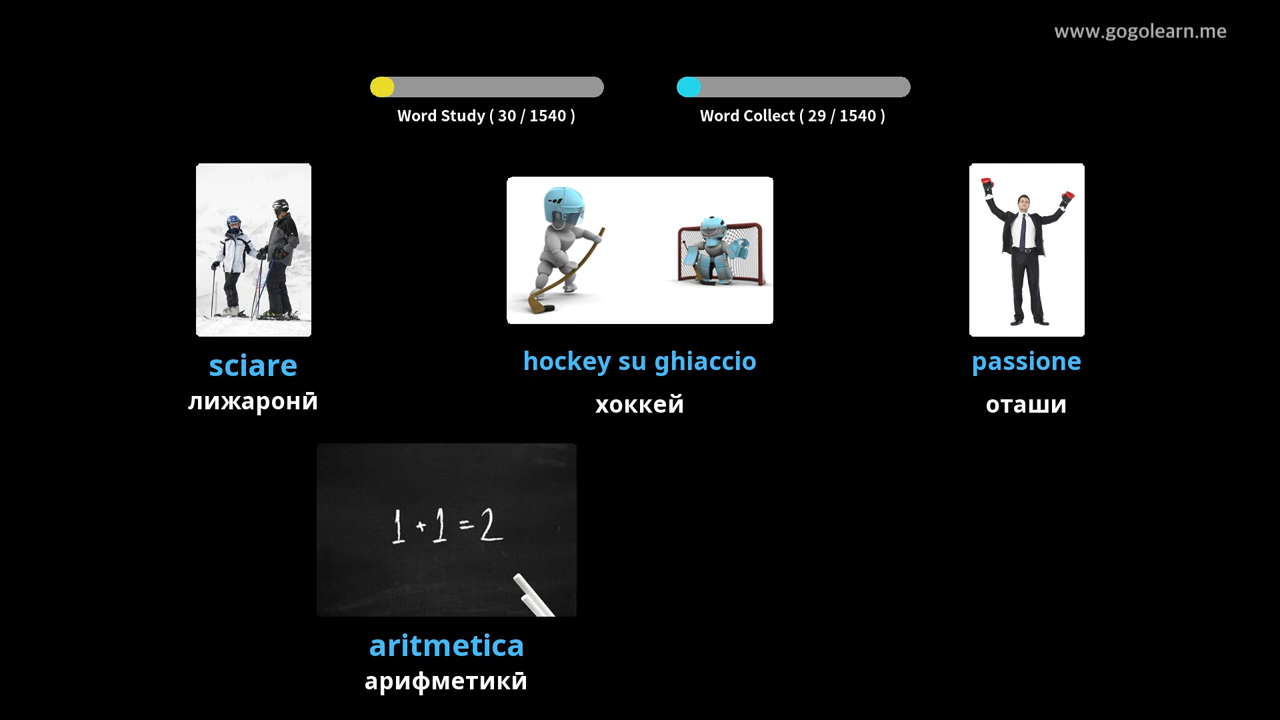 www.gogolearn.me
Word Study ( 30 / 1540 )
Word Collect ( 29 / 1540 )
sciare
лижаронӣ
hockey su ghiaccio
хоккей
passione
оташи
1 + 1 = 2
aritmetica
арифметикӣ